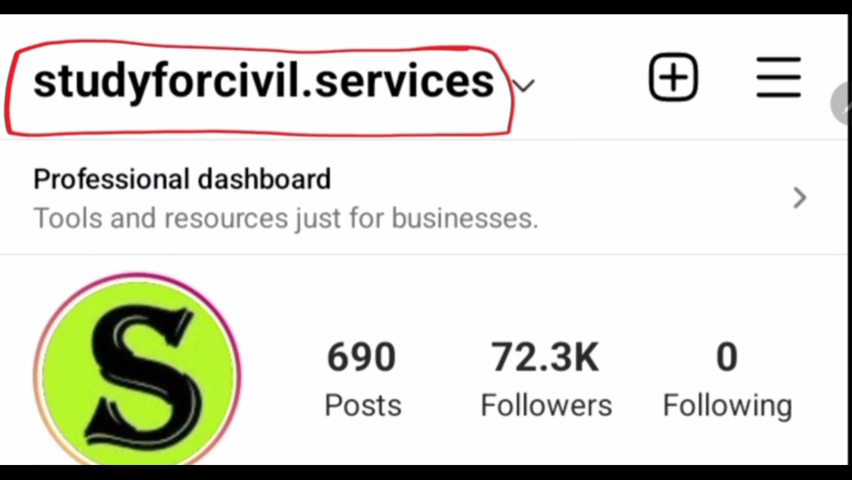 studyforcivil.services
Professional dashboard
Tools and resources just for businesses.
S
690 72.3K 0
Posts Followers Following